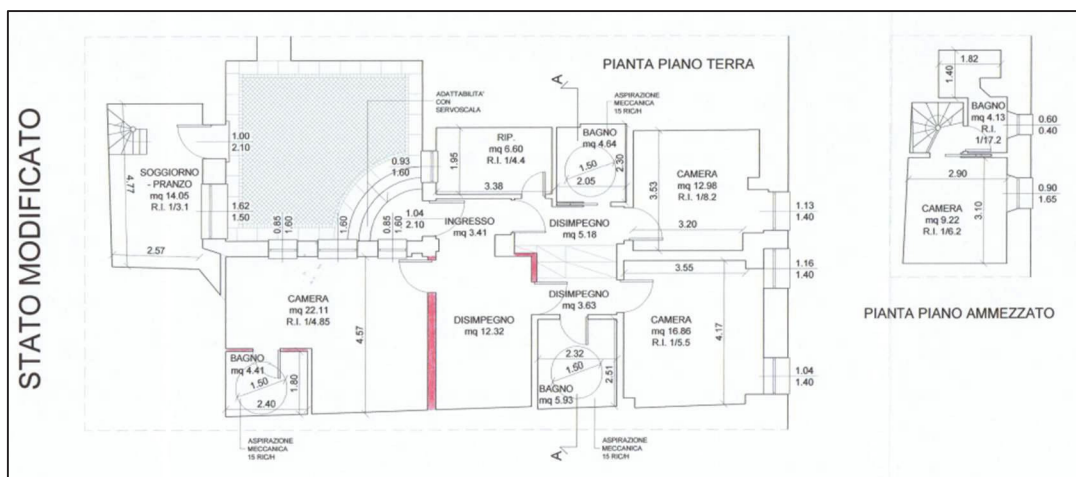 STATO MODIFICATO
PIANTA PIANO TERRA
ADATTABILITA'
CON
SERVOSCALA
ASPIRAZIONE
MECCANICA
15 RIC/H
A
1.00
2.10
4.77
SOGGIORNO
- PRANZO
mq 14.05
R.I. 1/3.1
1.62
1.50
2.57
0.93
1.60
1.95
RIP.
mq 6.60
R.I. 1/4.4
3.38
BAGNO
mq 4.64
1.50
2.30
2.05
CAMERA
mq 12.98
R.I. 1/8.2
3.53
3.20
1.13
1.40
0.85
1.60
1.60
0.85
1.60
1.04
2.10
INGRESSO
mq 3.41
DISIMPEGNO
mq 5.18
3.55
1.16
1.40
CAMERA
mq 22.11
R.I. 1/4.85
4.57
DISIMPEGNO
mq 12.32
DISIMPEGNO
mq 3.63
CAMERA
mq 16.86
R.I. 1/5.5
4.17
1.04
1.40
BAGNO
mq 4.41
1.50
1.80
2.40
2.32
1.50
2.51
BAGNO
mq 5.93
ASPIRAZIONE
MECCANICA
15 RIC/H
A
ASPIRAZIONE
MECCANICA
15 RIC/H
1.82
1.40
BAGNO
mq 4.13
R.I.
1/17.2
0.60
0.40
2.90
CAMERA
mq 9.22
R.I. 1/6.2
3.10
0.90
1.65
PIANTA PIANO AMMEZZATO